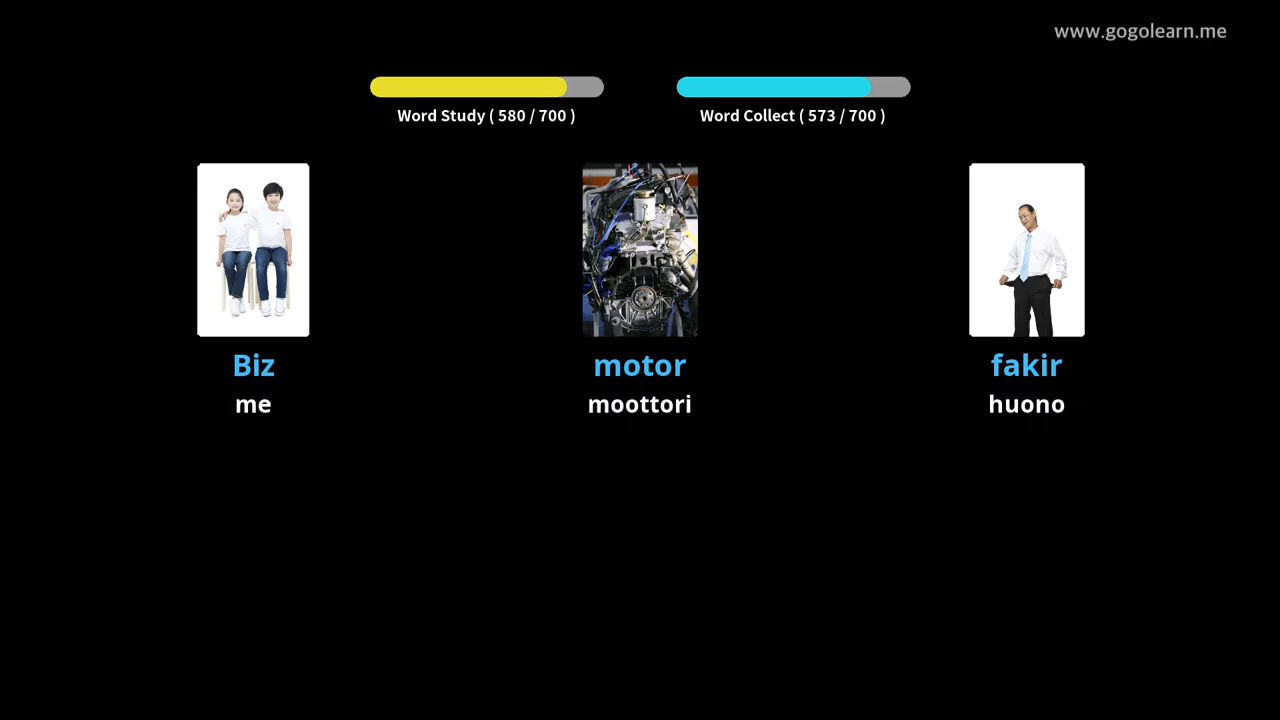 www.gogolearn.me
Word Study ( 580 / 700 )
Word Collect ( 573 / 700 )
Biz
me
motor
moottori
fakir
huono